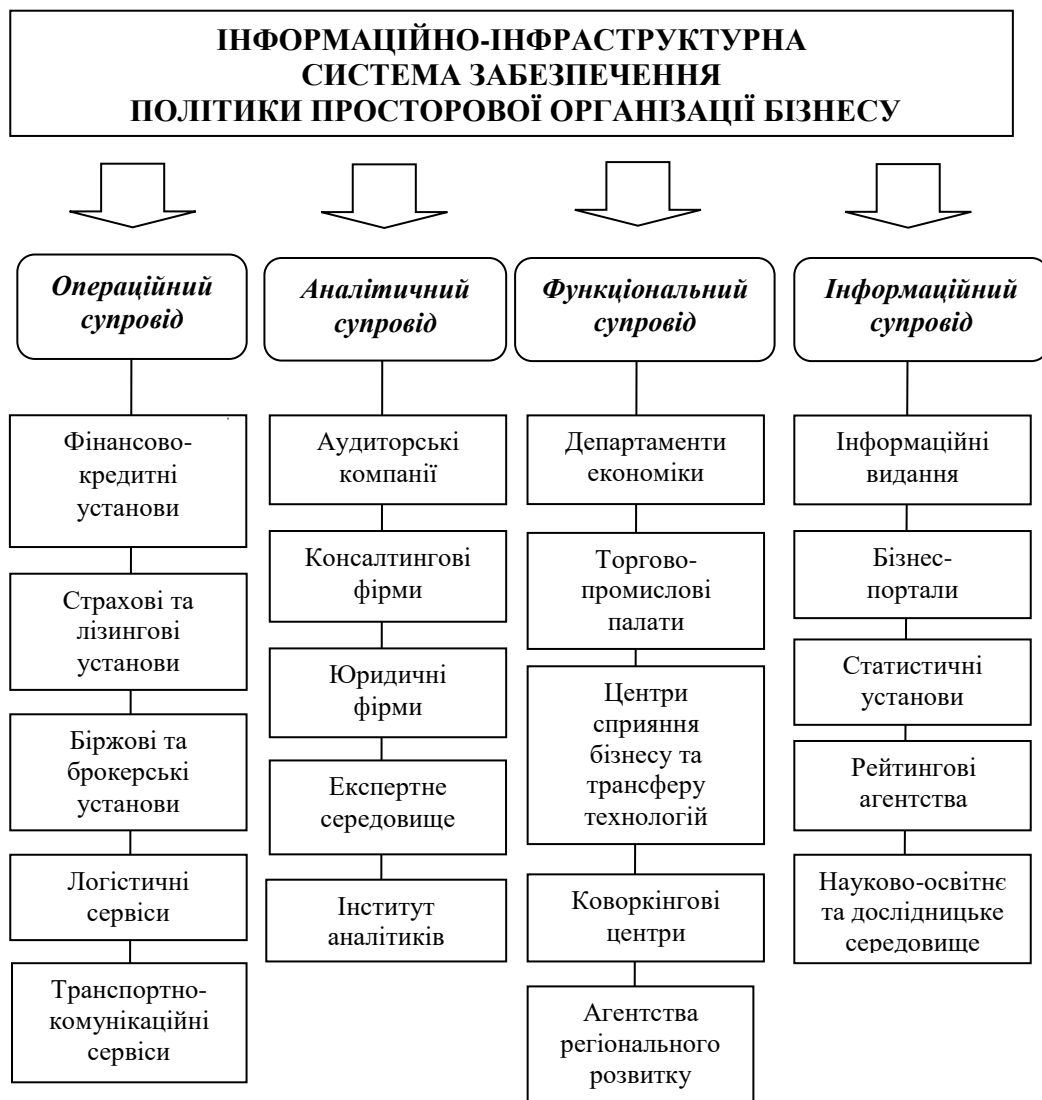 ІНФОРМАЦІЙНО-ІНФРАСТРУКТУРНА
СИСТЕМА ЗАБЕЗПЕЧЕННЯ
ПОЛІТИКИ ПРОСТОРОВОЇ ОРГАНІЗАЦІЇ БІЗНЕСУ
Операційний
супровід
Фінансово-
кредитні
установи
Страхові та
лізингові
установи
Біржові та
брокерські
установи
Логістичні
сервіси
Транспортно-
комунікаційні
сервіси
Аналітичний
супровід
Аудиторські
компанії
Консалтингові
фірми
Юридичні
фірми
Експертне
середовище
Інститут
аналітиків
Функціональний
супровід
Департаменти
економіки
Торгово-
промислові
палати
Центри
сприяння
бізнесу та
трансферу
технологій
Коворкінгові
центри
Агентства
регіонального
розвитку
Інформаційний
супровід
Інформаційні
видання
Бізнес-
портали
Статистичні
установи
Рейтингові
агентства
Науково-освітнє
та дослідницьке
середовище